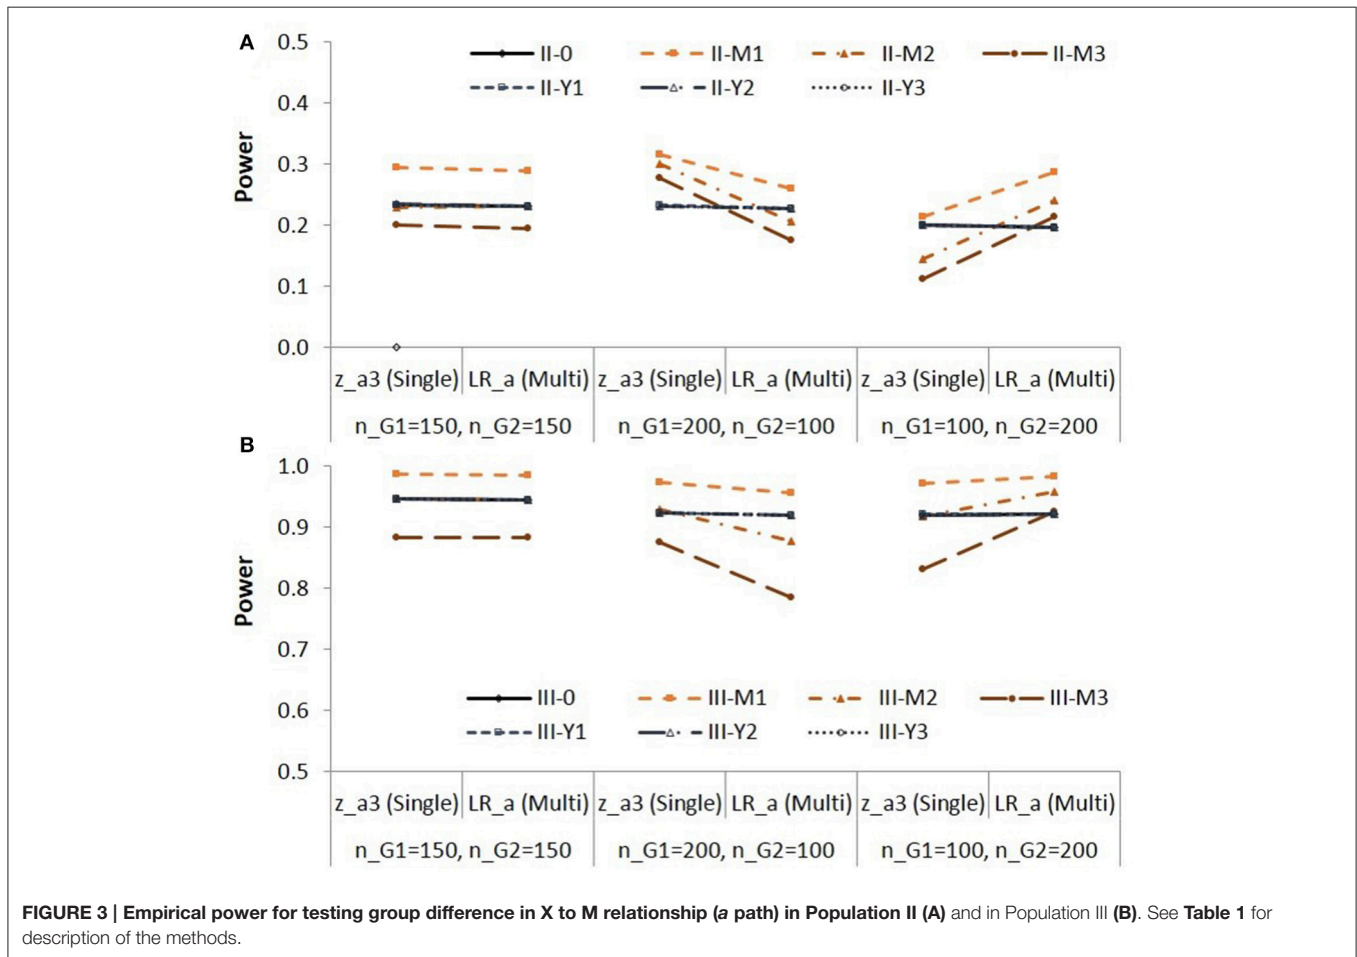 A
0.5
II-0 II-M1 II-M2 II-M3
II-Y1 II-Y2 II-Y3
0.4
0.3
0.2
0.1
0.0
Power
z_a3 (Single) LR_a (Multi) z_a3 (Single) LR_a (Multi) z_a3 (Single) LR_a (Multi)
n_G1=150, n_G2=150 n_G1=200, n_G2=100 n_G1=100, n_G2=200
B
1.0
0.9
0.8
0.7
0.6
0.5
Power
III-0 III-M1 III-M2 III-M3
III-Y1 III-Y2 III-Y3
z_a3 (Single) LR_a (Multi) z_a3 (Single) LR_a (Multi) z_a3 (Single) LR_a (Multi)
n_G1=150, n_G2=150 n_G1=200, n_G2=100 n_G1=100, n_G2=200
FIGURE 3 | Empirical power for testing group difference in X to M relationship (a path) in Population II (A) and in Population III (B). See Table 1 for
description of the methods.